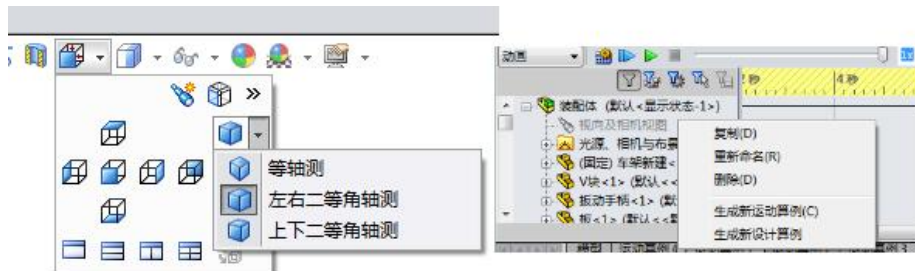 等轴测
左右二等角轴测
上下二等角轴测
动画
2秒
4秒
装配体 (默认<显示状态-1>)
视向及相机视图
光源、相机与布景
(固定) 车架新建<
V块<1> (默认<<
扳动手柄<1> (默
板<1> (默认<<
复制(D)
重新命名(R)
删除(D)
生成新运动算例(C)
生成新设计算例
模型
运动算例